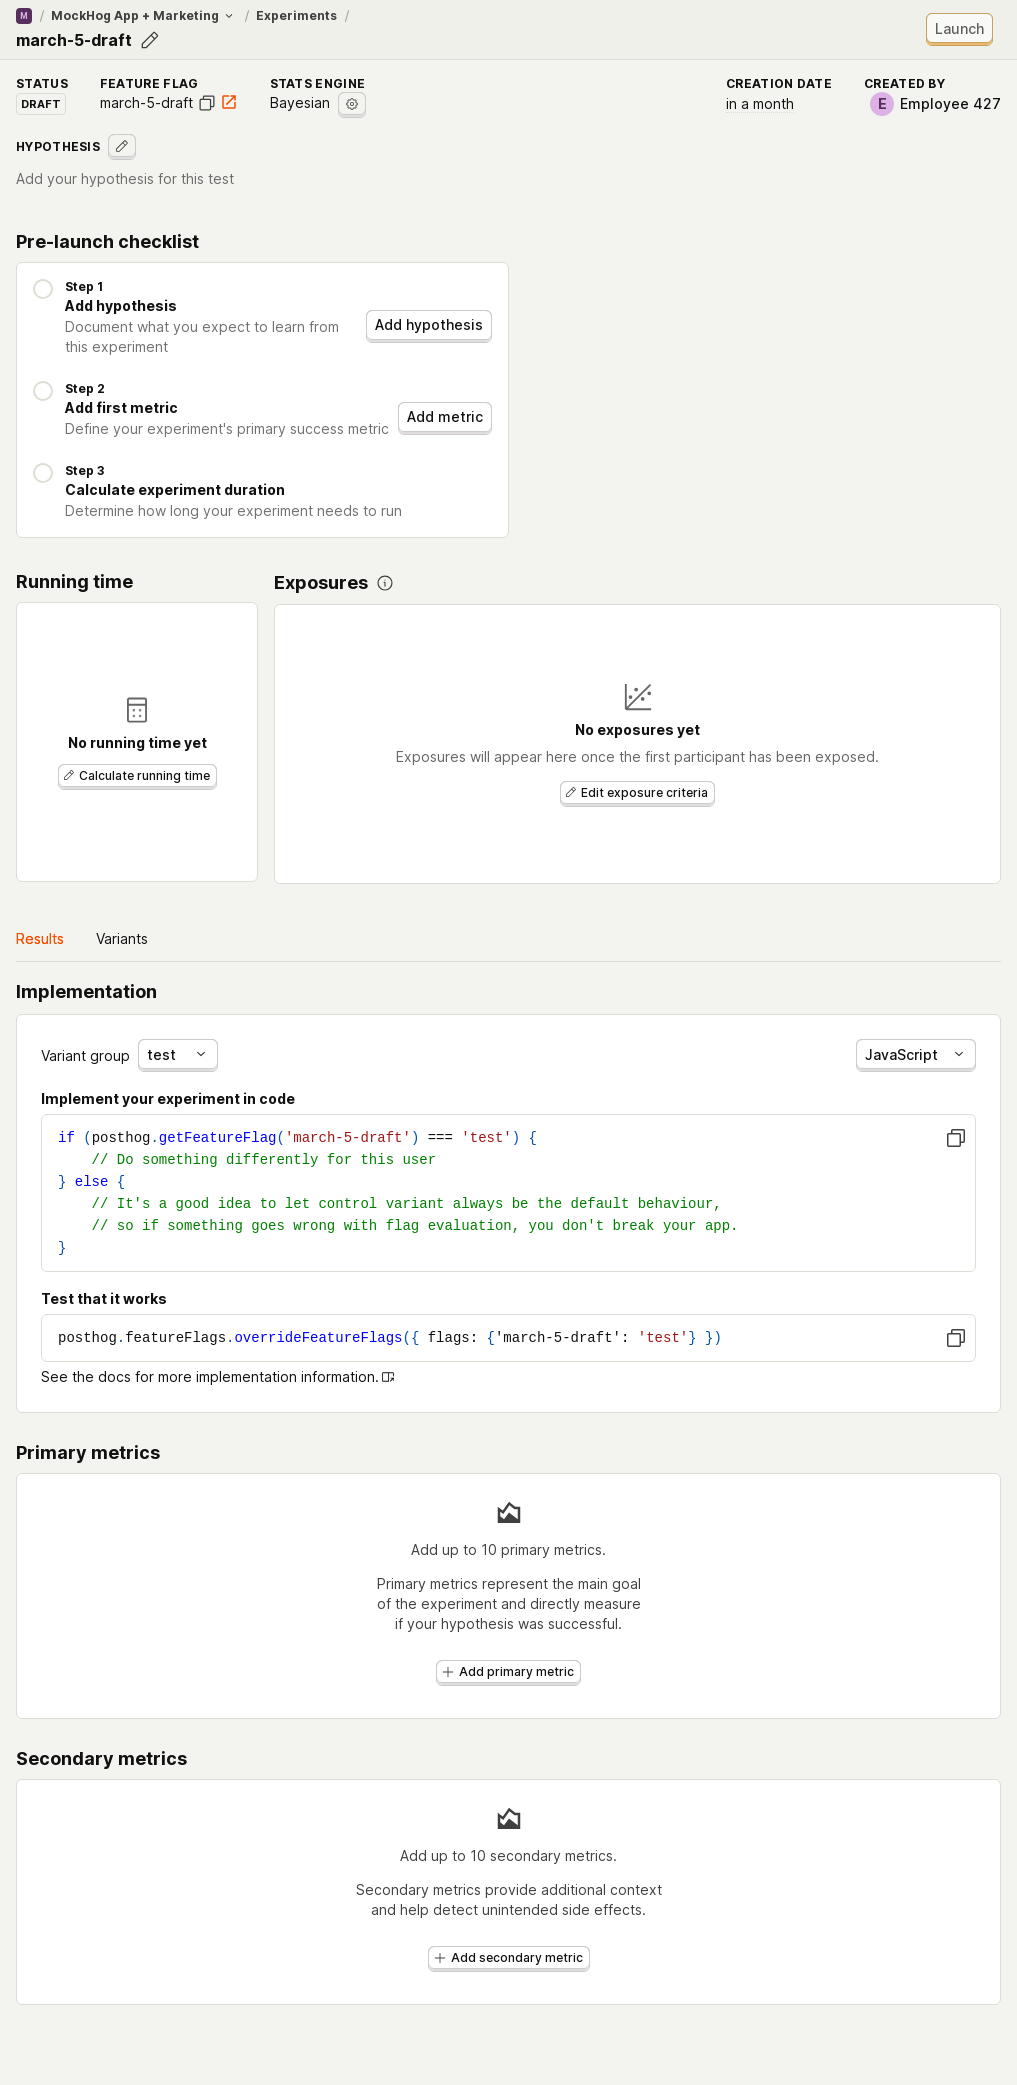 M / MockHog App + Marketing / Experiments /
march-5-draft
Launch
STATUS
DRAFT
FEATURE FLAG
march-5-draft
STATS ENGINE
Bayesian
CREATION DATE
in a month
CREATED BY
E Employee 427
HYPOTHESIS
Add your hypothesis for this test
Pre-launch checklist
Step 1
Add hypothesis
Document what you expect to learn from
this experiment
Add hypothesis
Step 2
Add first metric
Define your experiment's primary success metric
Add metric
Step 3
Calculate experiment duration
Determine how long your experiment needs to run
Running time
No running time yet
Calculate running time
Exposures
No exposures yet
Exposures will appear here once the first participant has been exposed.
Edit exposure criteria
Results Variants
Implementation
Variant group test JavaScript
Implement your experiment in code
if (posthog.getFeatureFlag('march-5-draft') === 'test') {
    // Do something differently for this user
} else {
    // It's a good idea to let control variant always be the default behaviour,
    // so if something goes wrong with flag evaluation, you don't break your app.
}
Test that it works
posthog.featureFlags.overrideFeatureFlags({ flags: {'march-5-draft': 'test'} })
See the docs for more implementation information.
Primary metrics
Add up to 10 primary metrics.
Primary metrics represent the main goal
of the experiment and directly measure
if your hypothesis was successful.
Add primary metric
Secondary metrics
Add up to 10 secondary metrics.
Secondary metrics provide additional context
and help detect unintended side effects.
Add secondary metric